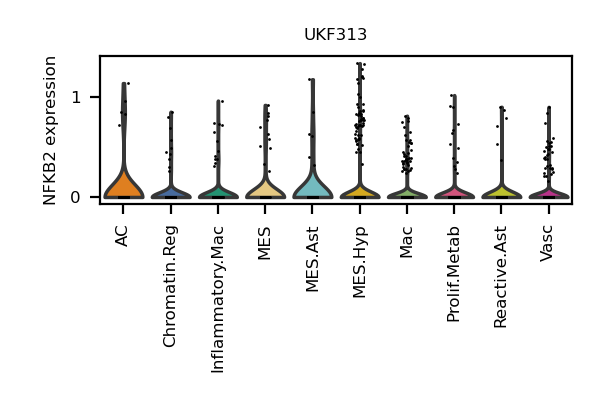 UKF313
NFKB2 expression
1
0
AC
Chromatin.Reg
Inflammatory.Mac
MES
MES.Ast
MES.Hyp
Mac
Prolif.Metab
Reactive.Ast
Vasc